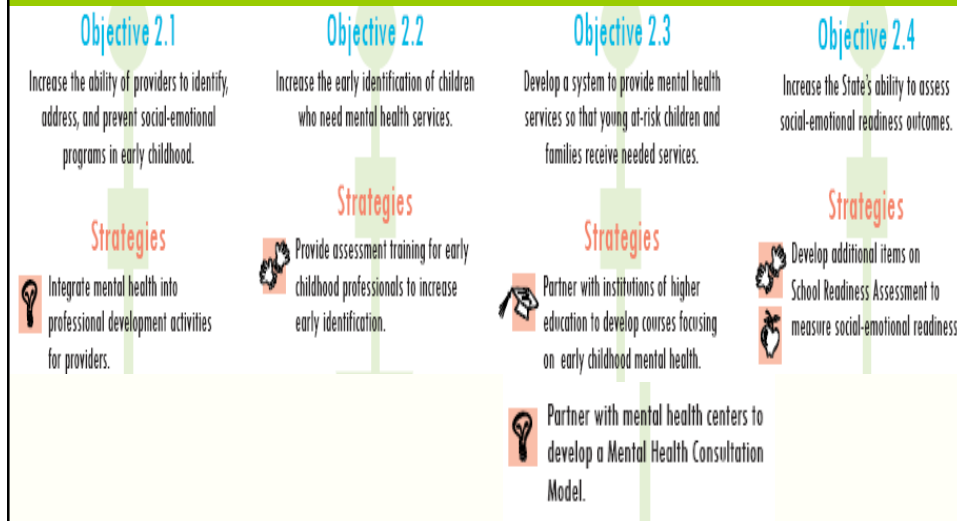 Objective 2.1
Increase the ability of providers to identify,
address, and prevent social-emotional
programs in early childhood.
Strategies
Integrate mental health into
professional development activities
for providers.
Objective 2.2
Increase the early identification of children
who need mental health services.
Strategies
Provide assessment training for early
childhood professionals to increase
early identification.
Objective 2.3
Develop a system to provide mental health
services so that young at-risk children and
families receive needed services.
Strategies
Partner with institutions of higher
education to develop courses focusing
on early childhood mental health.
Partner with mental health centers to
develop a Mental Health Consultation
Model.
Objective 2.4
Increase the State's ability to assess
social-emotional readiness outcomes.
Strategies
Develop additional items on
School Readiness Assessment to
measure social-emotional readiness